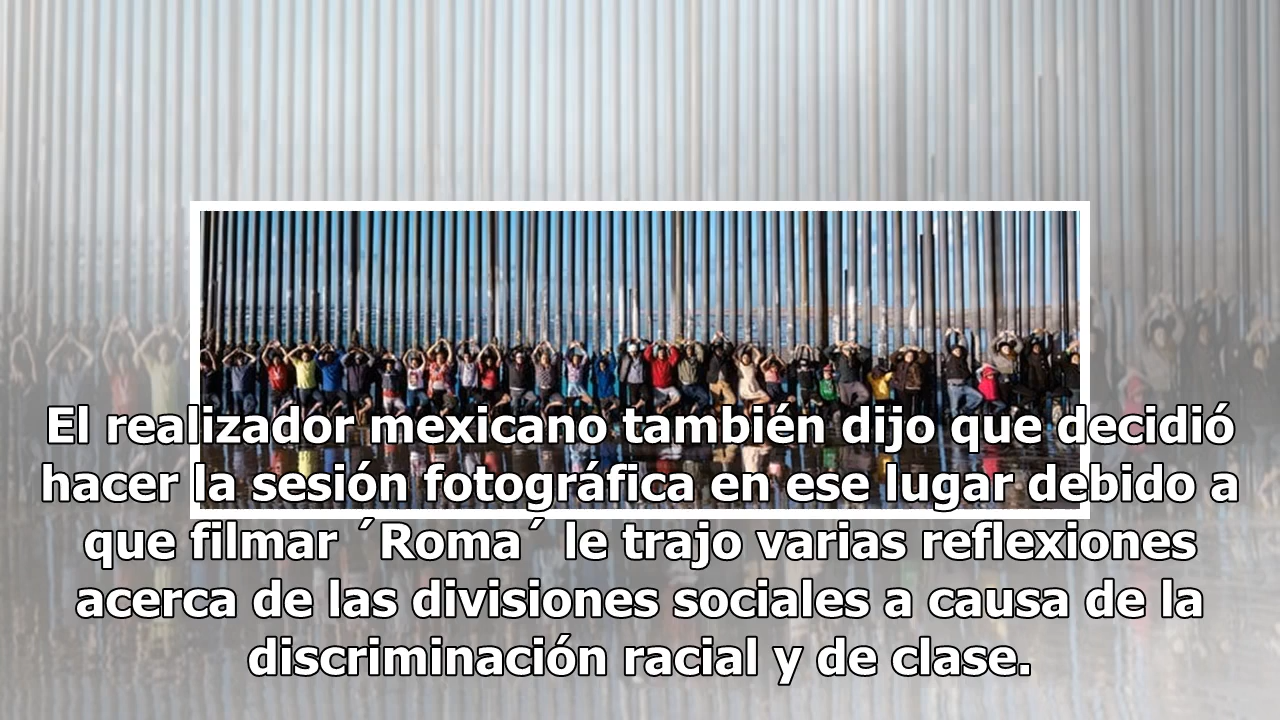 El realizador mexicano también dijo que decidió
hacer la sesión fotográfica en ese lugar debido a
que filmar ´Roma´ le trajo varias reflexiones
acerca de las divisiones sociales a causa de la
discriminación racial y de clase.